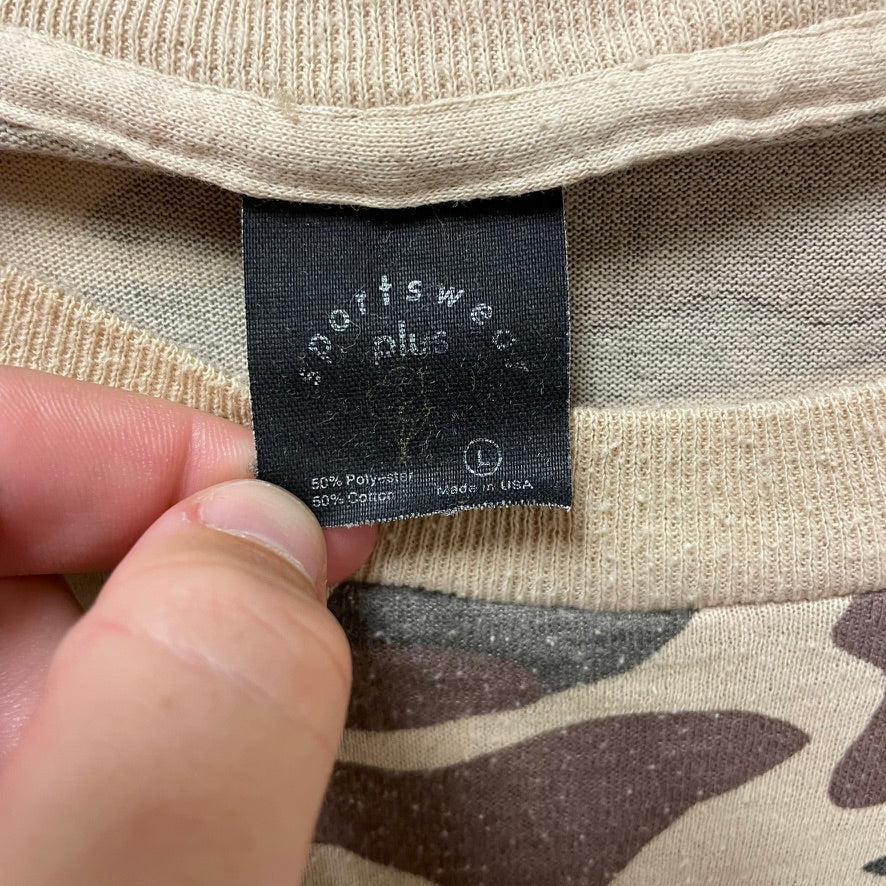 sportswear
plus
L
50% Polyester
50% Cotton
Made in USA